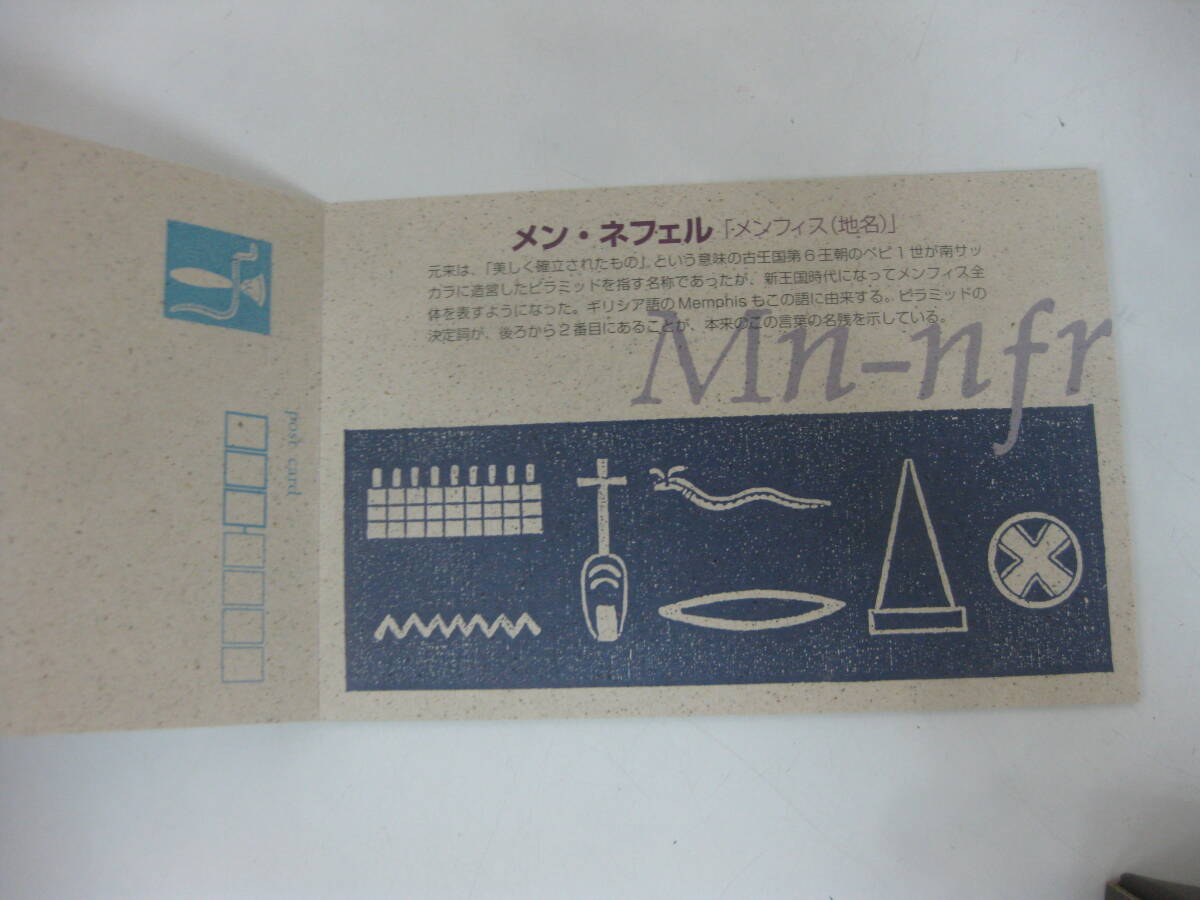 メン・ネフェル「メンフィス(地名)」
元来は、「美しく確立されたもの」という意味の古王国第6王朝のペピ1世が南サッ
カラに造営したピラミッドを指す名称であったが、新王国時代になってメンフィス全
体を表すようになった。ギリシア語のMemphisもこの語に由来する。ピラミッドの
決定詞が、後ろから2番目にあることが、本来のこの言葉の名残を示している。
Mn-nfr
post card